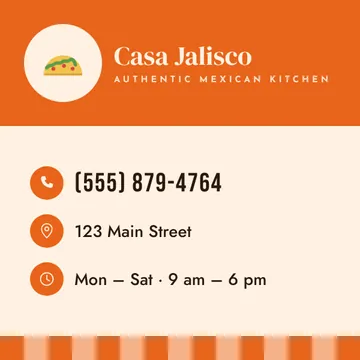 Casa Jalisco
AUTHENTIC MEXICAN KITCHEN
(555) 879-4764
123 Main Street
Mon – Sat · 9 am – 6 pm